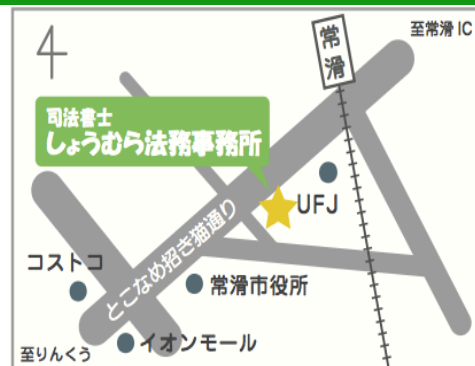 至常滑 IC
常滑
司法書士
しょうむら法務事務所
UFJ
とこなめ招き猫通り
コストコ
常滑市役所
イオンモール
至りんくう